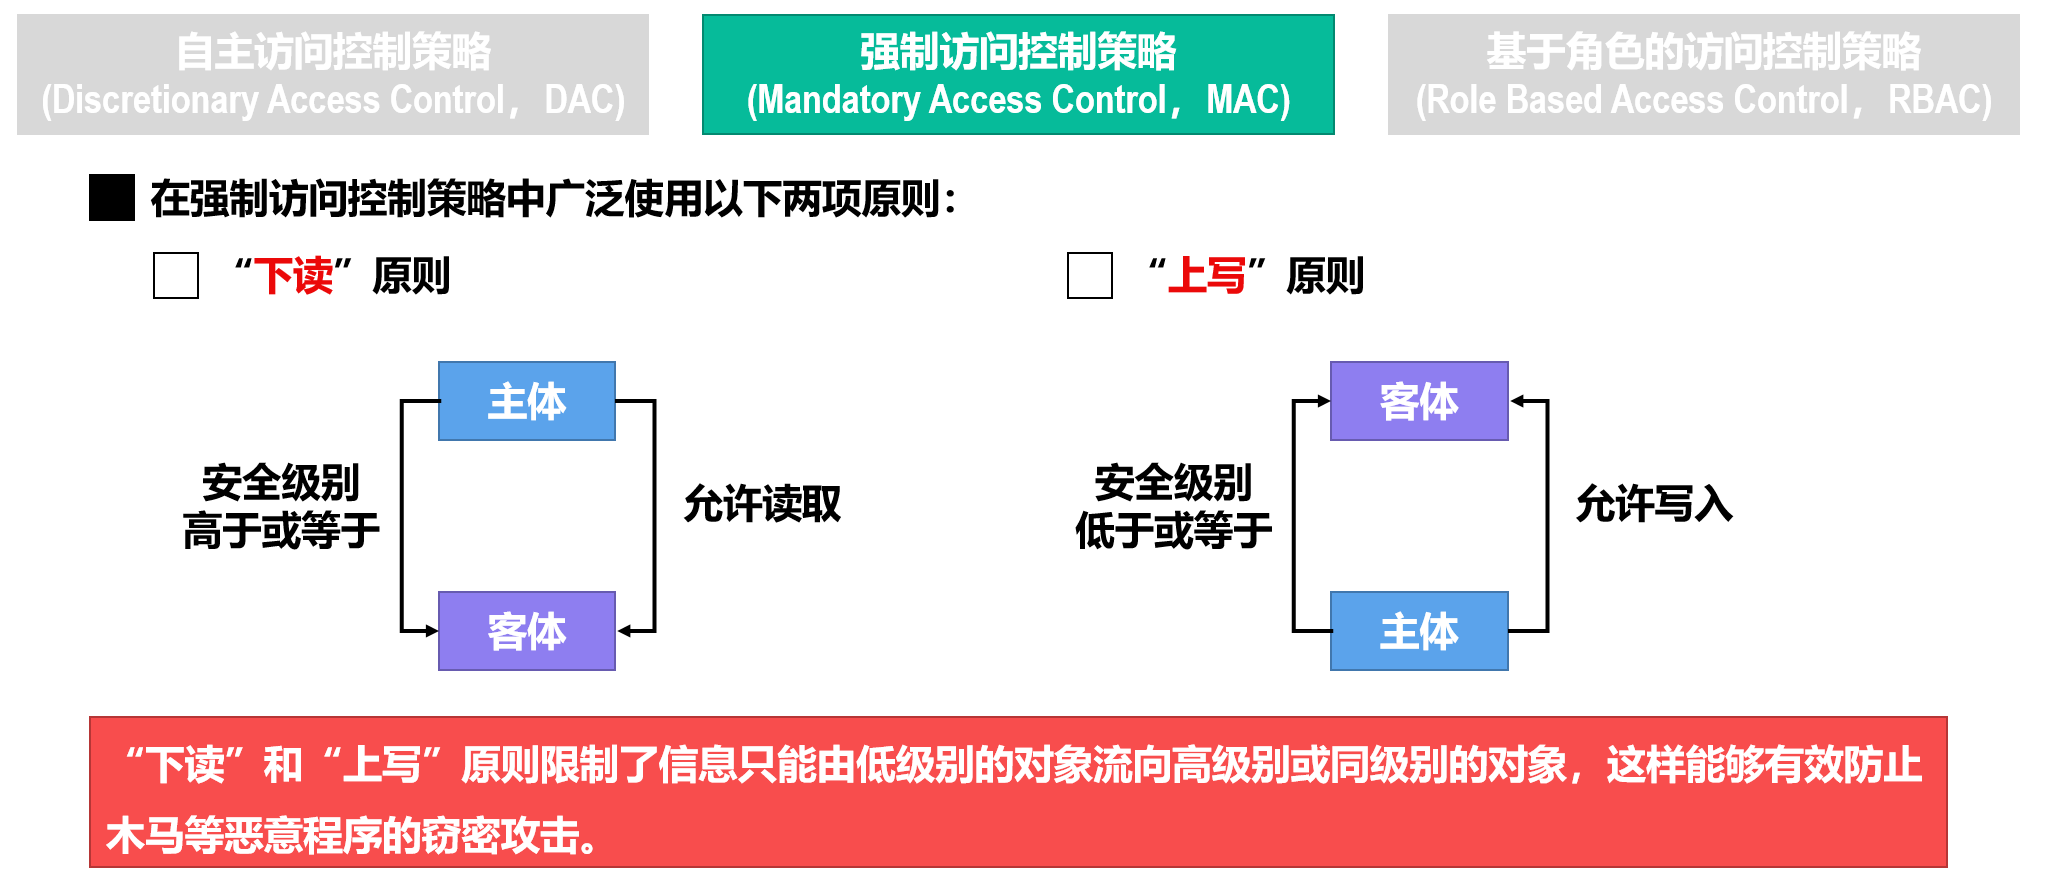 自主访问控制策略
(Discretionary Access Control，DAC)
强制访问控制策略
(Mandatory Access Control，MAC)
基于角色的访问控制策略
(Role Based Access Control，RBAC)
在强制访问控制策略中广泛使用以下两项原则：
“下读”原则
“上写”原则
主体
安全级别
高于或等于
允许读取
客体
客体
安全级别
低于或等于
允许写入
主体
“下读”和“上写”原则限制了信息只能由低级别的对象流向高级别或同级别的对象，这样能够有效防止
木马等恶意程序的窃密攻击。